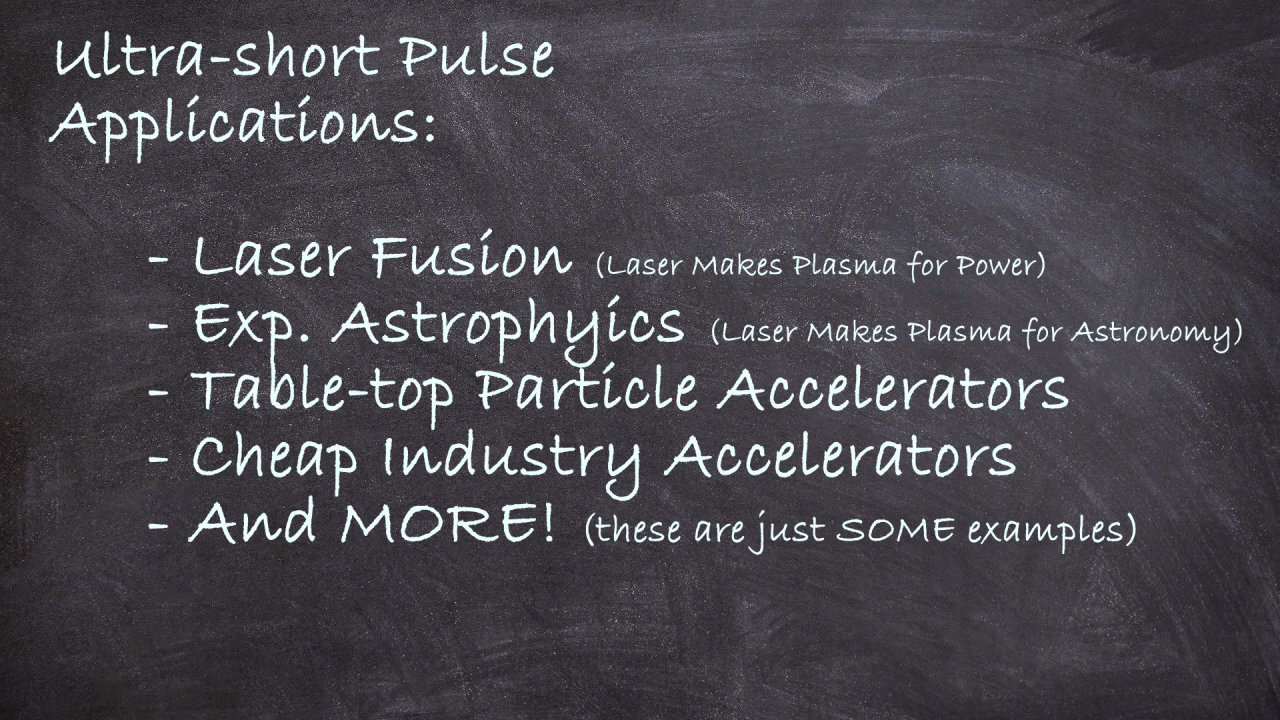 Ultra-short Pulse
Applications:
- Laser Fusion (Laser Makes Plasma for Power)
- Exp. Astrophyics (Laser Makes Plasma for Astronomy)
- Table-top Particle Accelerators
- Cheap Industry Accelerators
- And MORE! (these are just SOME examples)